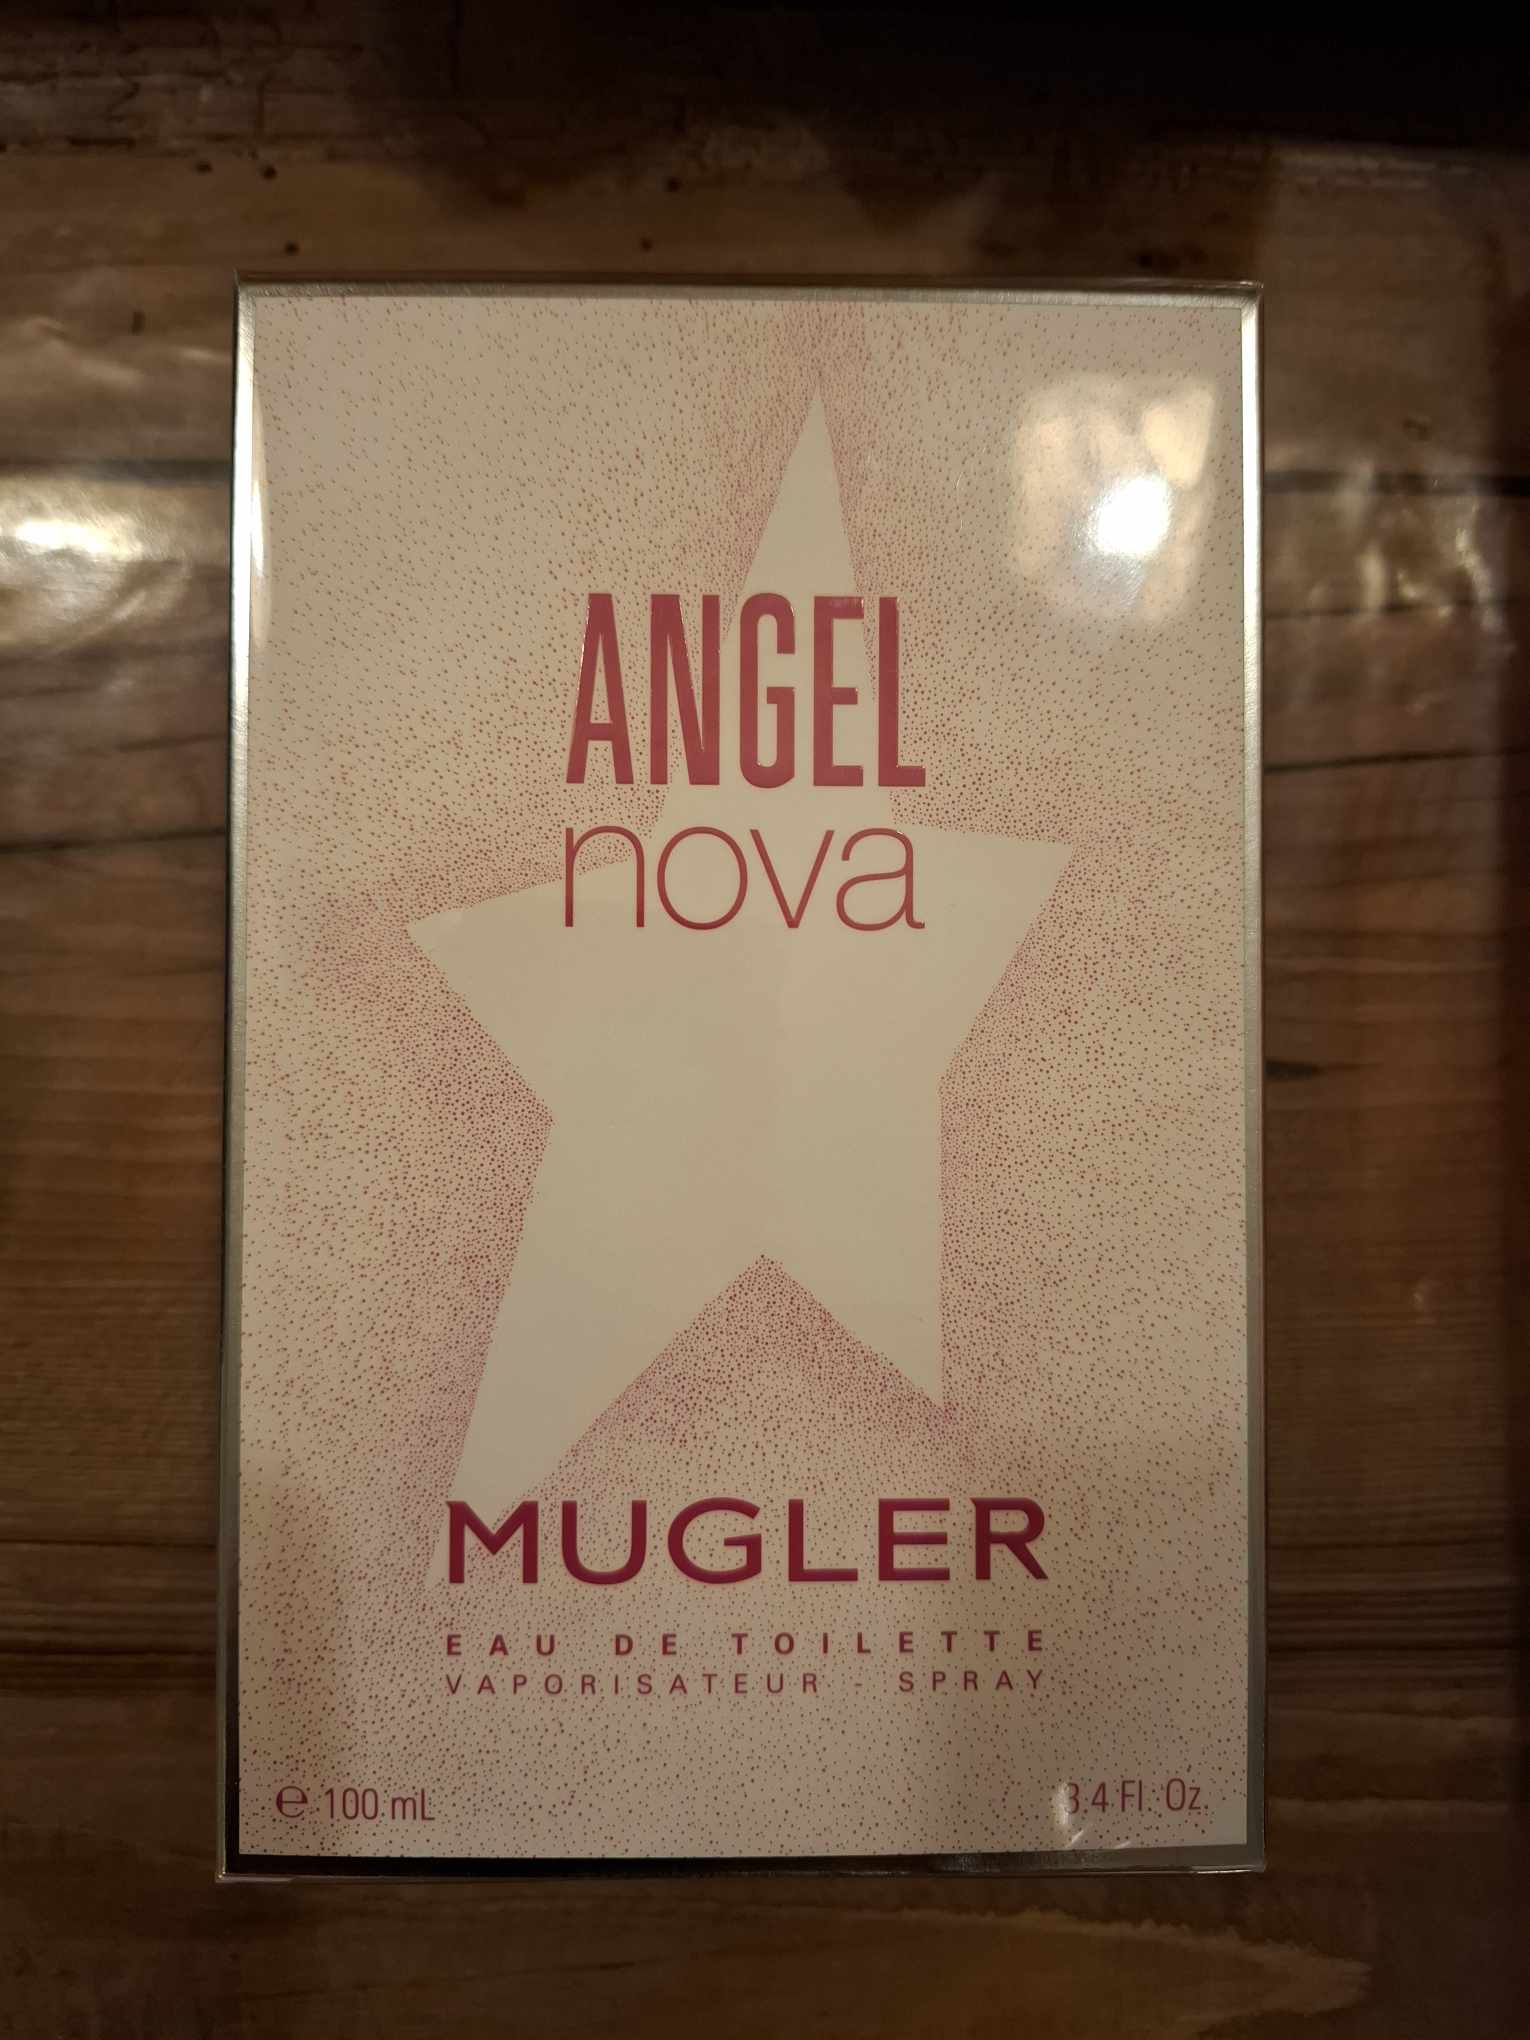 ANGEL
nova
MUGLER
EAU DE TOILETTE
VAPORISATEUR - SPRAY
℮ 100 mL
3.4 Fl. Oz.